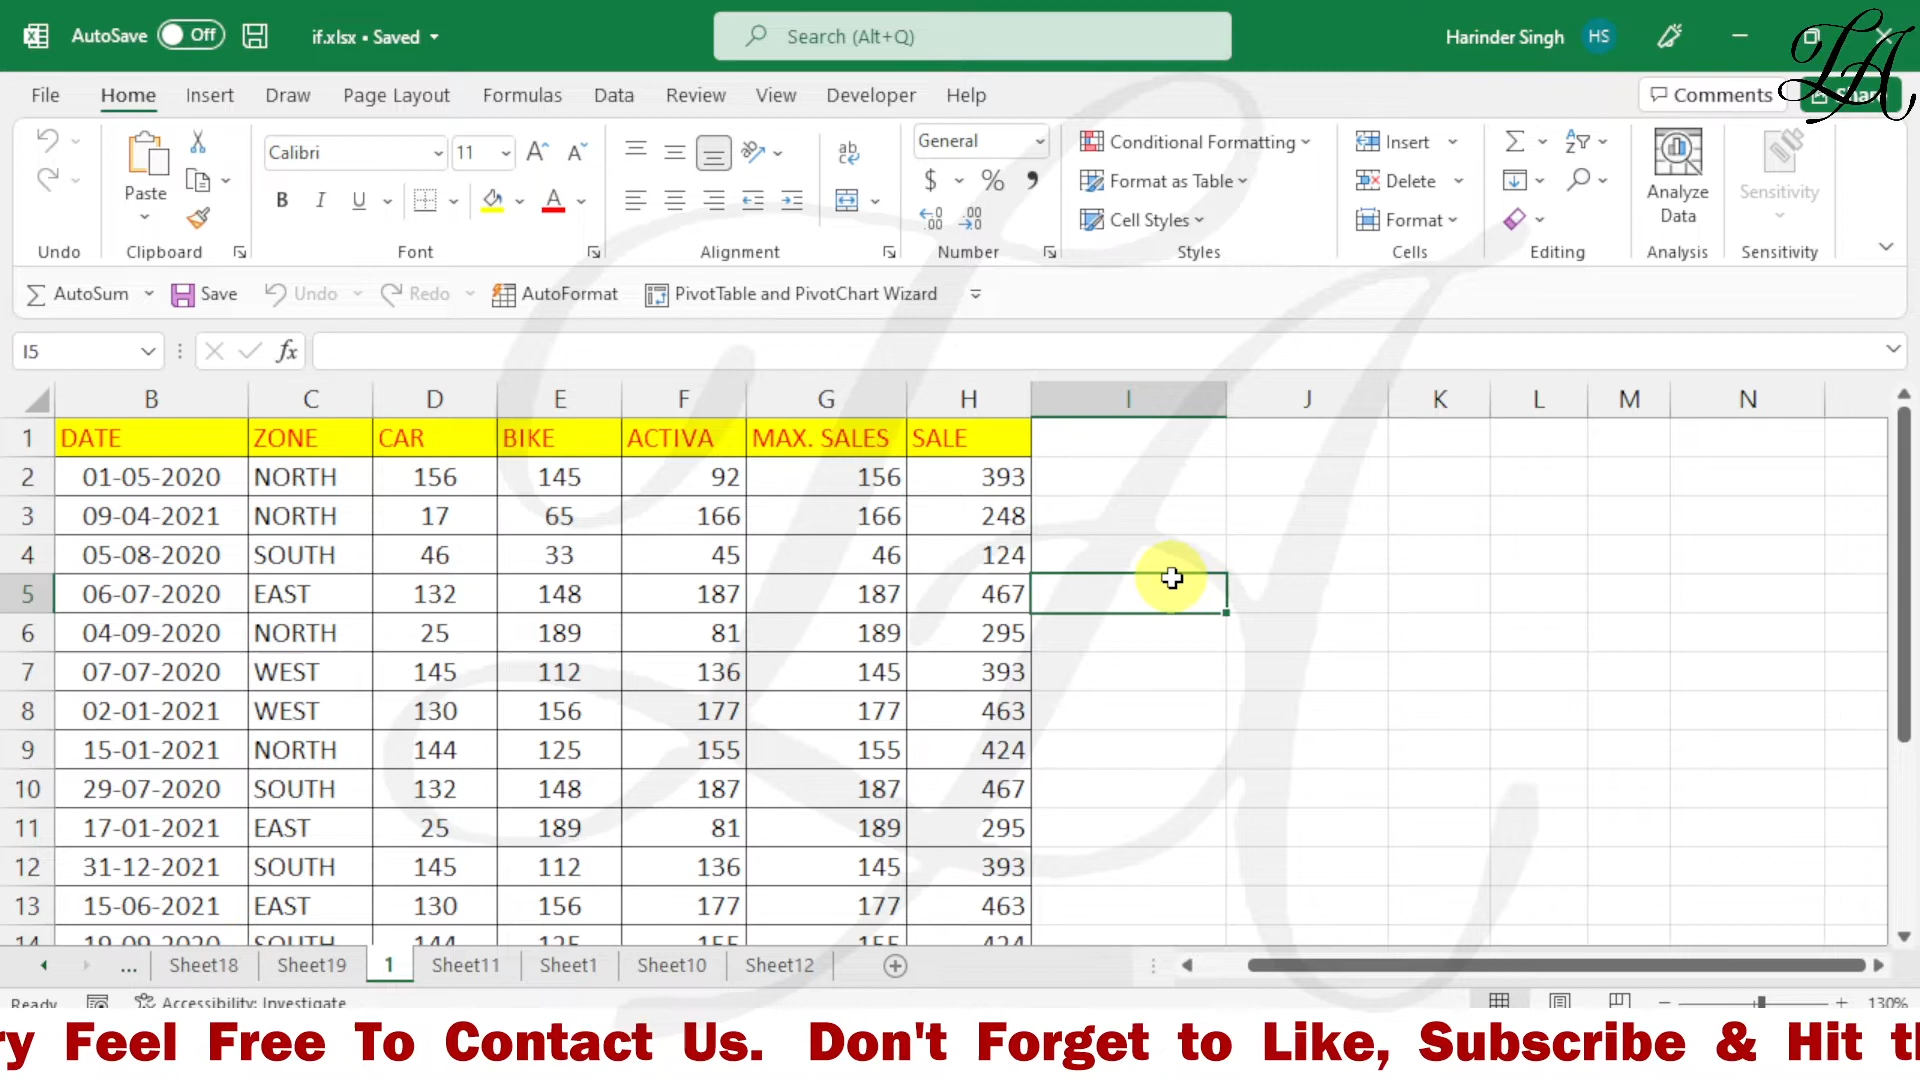 AutoSave Off if.xlsx • Saved Search (Alt+Q) Harinder Singh HS
LA
File Home Insert Draw Page Layout Formulas Data Review View Developer Help Comments Share
Calibri 11 General Conditional Formatting Insert
Paste Format as Table Delete Analyze Data Sensitivity
B I U A $ % Cell Styles Format
Undo Clipboard Font Alignment Number Styles Cells Editing Analysis Sensitivity
AutoSum Save Undo Redo AutoFormat PivotTable and PivotChart Wizard
I5 fx
B C D E F G H I J K L M N
1 DATE ZONE CAR BIKE ACTIVA MAX. SALES SALE
2 01-05-2020 NORTH 156 145 92 156 393
3 09-04-2021 NORTH 17 65 166 166 248
4 05-08-2020 SOUTH 46 33 45 46 124
5 06-07-2020 EAST 132 148 187 187 467
6 04-09-2020 NORTH 25 189 81 189 295
7 07-07-2020 WEST 145 112 136 145 393
8 02-01-2021 WEST 130 156 177 177 463
9 15-01-2021 NORTH 144 125 155 155 424
10 29-07-2020 SOUTH 132 148 187 187 467
11 17-01-2021 EAST 25 189 81 189 295
12 31-12-2021 SOUTH 145 112 136 145 393
13 15-06-2021 EAST 130 156 177 177 463
14 19-09-2020 SOUTH 144 125 155 155 424
... Sheet18 Sheet19 1 Sheet11 Sheet1 Sheet10 Sheet12
Ready Accessibility: Investigate 130%
ry Feel Free To Contact Us. Don't Forget to Like, Subscribe & Hit th